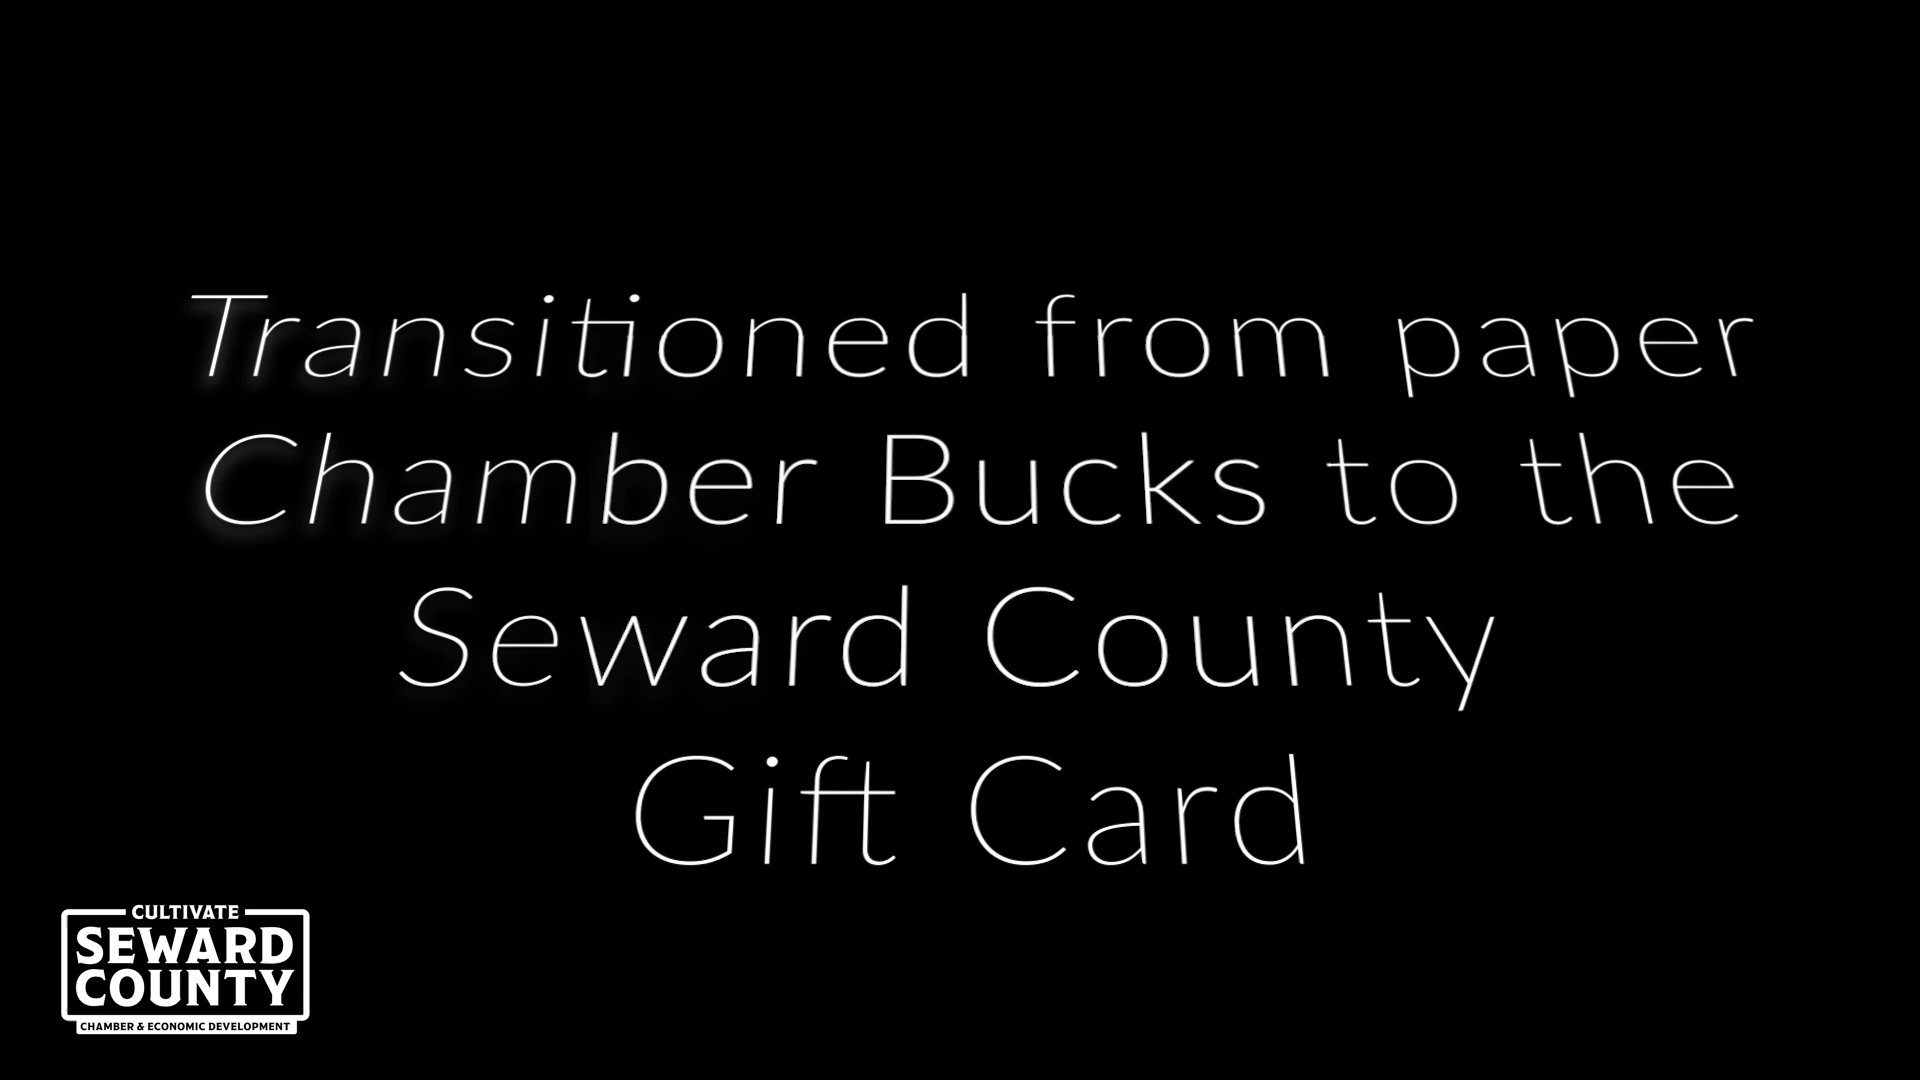 Transitioned from paper
Chamber Bucks to the
Seward County
Gift Card
CULTIVATE
SEWARD
COUNTY
CHAMBER & ECONOMIC DEVELOPMENT